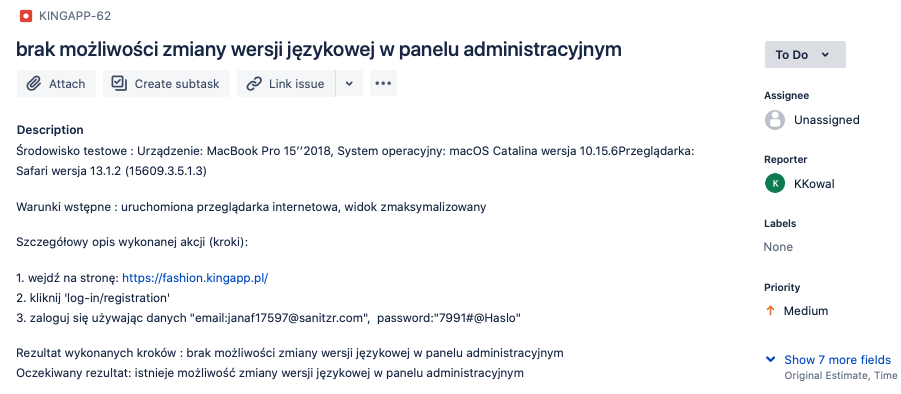 KINGAPP-62
brak możliwości zmiany wersji językowej w panelu administracyjnym
Attach
Create subtask
Link issue
Description
Środowisko testowe : Urządzenie: MacBook Pro 15’’2018, System operacyjny: macOS Catalina wersja 10.15.6Przeglądarka:
Safari wersja 13.1.2 (15609.3.5.1.3)
Warunki wstępne : uruchomiona przeglądarka internetowa, widok zmaksymalizowany
Szczegółowy opis wykonanej akcji (kroki):
1. wejdź na stronę: https://fashion.kingapp.pl/
2. kliknij 'log-in/registration'
3. zaloguj się używając danych "email:janaf17597@sanitzr.com", password:"7991#@Haslo"
Rezultat wykonanych kroków : brak możliwości zmiany wersji językowej w panelu administracyjnym
Oczekiwany rezultat: istnieje możliwość zmiany wersji językowej w panelu administracyjnym
To Do
Assignee
Unassigned
Reporter
K KKowal
Labels
None
Priority
Medium
Show 7 more fields
Original Estimate, Time